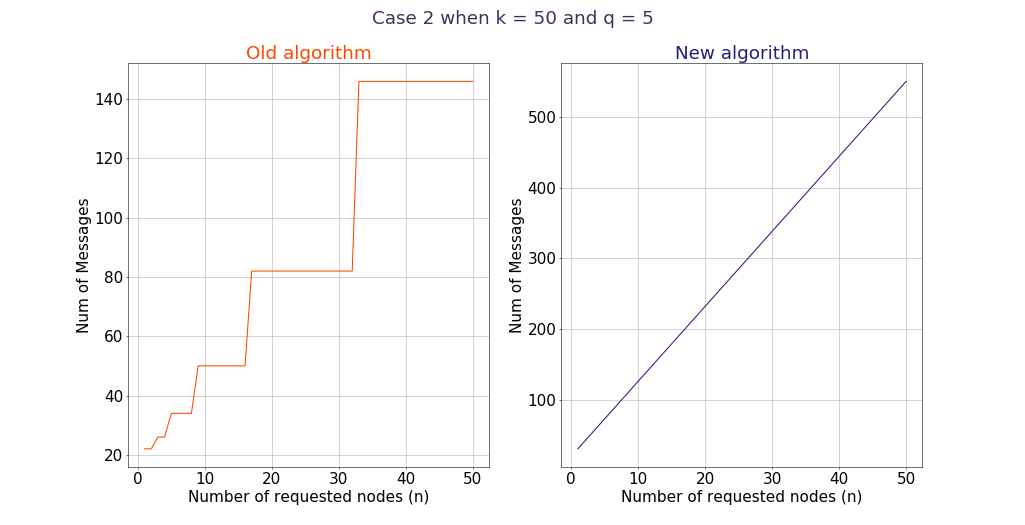 Case 2 when k = 50 and q = 5
Old algorithm
140
120
100
80
60
40
20
Num of Messages
0 10 20 30 40 50
Number of requested nodes (n)
New algorithm
500
400
300
200
100
Num of Messages
0 10 20 30 40 50
Number of requested nodes (n)